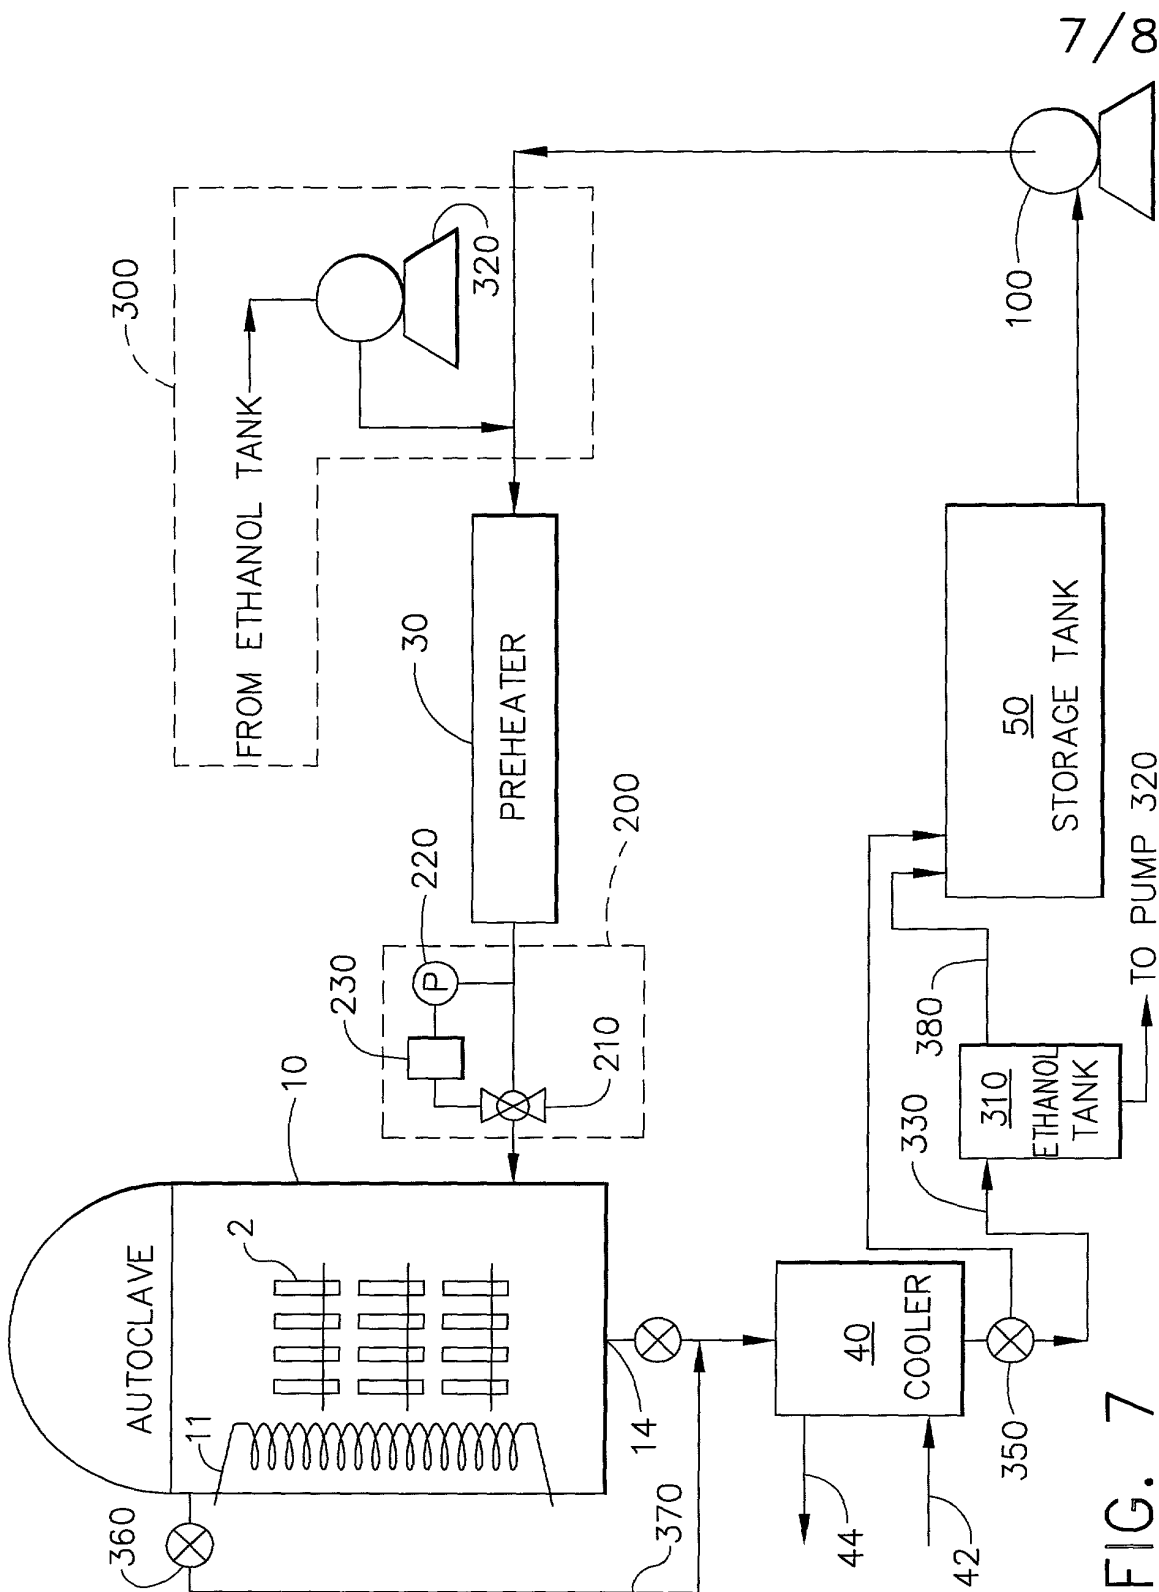 7/8
300
FROM ETHANOL TANK
320
100
30
PREHEATER
200
220
P
230
210
10
AUTOCLAVE
2
11
14
360
370
50
STORAGE TANK
TO PUMP 320
380
310
ETHANOL
TANK
330
40
COOLER
350
44
42
FIG. 7